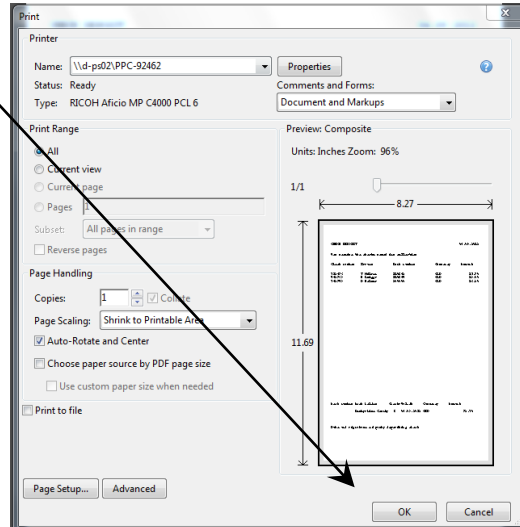 Print
Printer
Name: \\d-ps02\PPC-92462 Properties
Status: Ready Comments and Forms:
Type: RICOH Aficio MP C4000 PCL 6 Document and Markups
Print Range
All
Current view
Current page
Pages 1
Subset: All pages in range
Reverse pages
Page Handling
Copies: 1 Collate
Page Scaling: Shrink to Printable Area
Auto-Rotate and Center
Choose paper source by PDF page size
Use custom paper size when needed
Print to file
Preview: Composite
Units: Inches Zoom: 96%
1/1
8.27
11.69
Page Setup... Advanced
OK Cancel